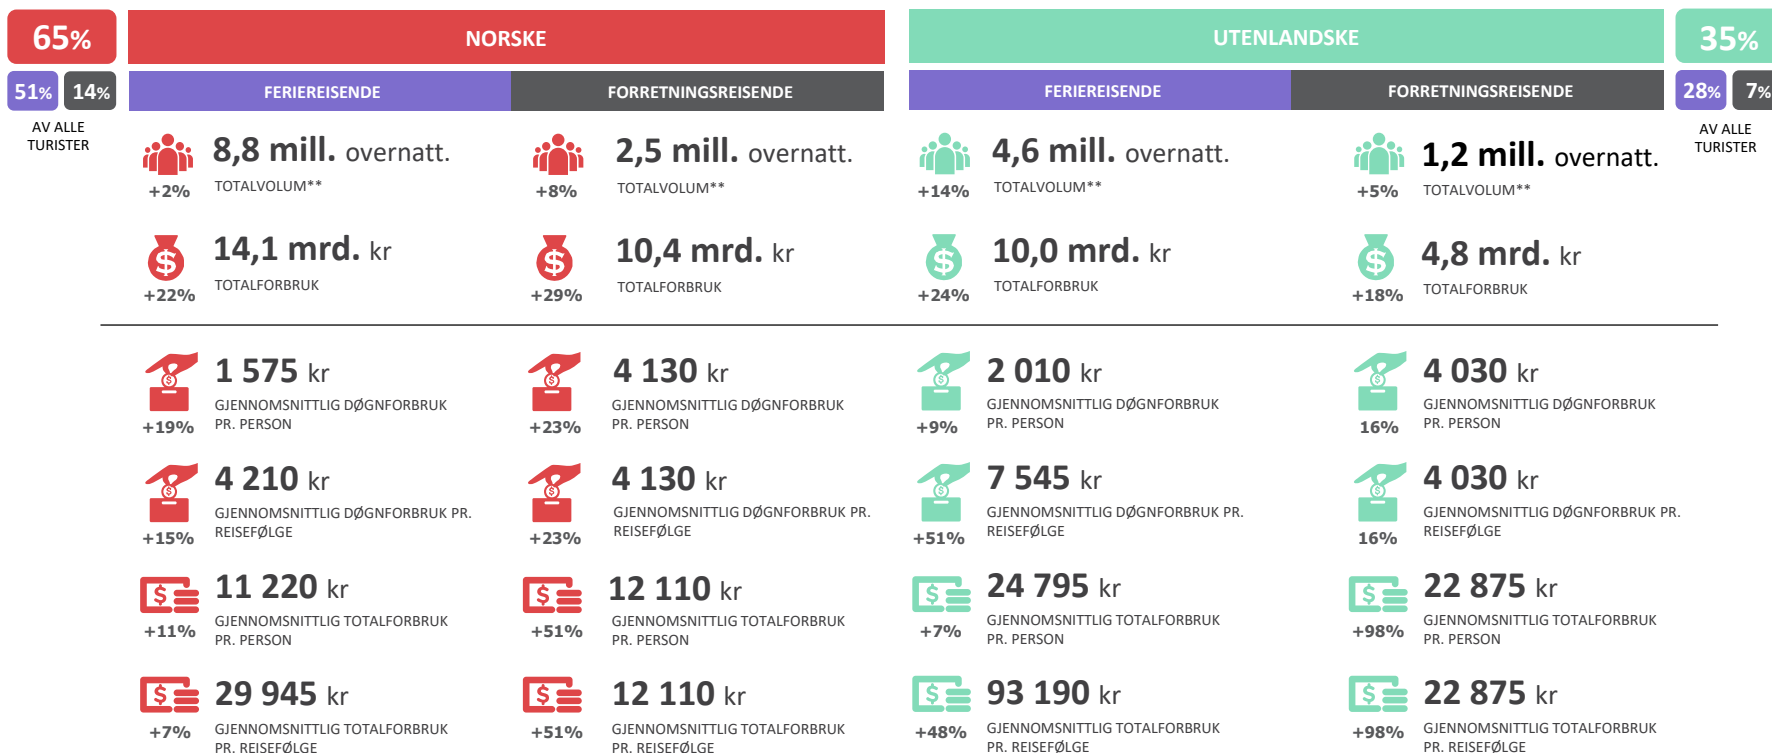 65%
NORSKE
UTENLANDSKE
35%
51%
14%
FERIEREISENDE
FORRETNINGSREISENDE
FERIEREISENDE
FORRETNINGSREISENDE
28%
7%
AV ALLE
TURISTER
AV ALLE
TURISTER
8,8 mill. overnatt.
TOTALVOLUM**
+2%
2,5 mill. overnatt.
TOTALVOLUM**
+8%
4,6 mill. overnatt.
TOTALVOLUM**
+14%
1,2 mill. overnatt.
TOTALVOLUM**
+5%
14,1 mrd. kr
TOTALFORBRUK
+22%
10,4 mrd. kr
TOTALFORBRUK
+29%
10,0 mrd. kr
TOTALFORBRUK
+24%
4,8 mrd. kr
TOTALFORBRUK
+18%
1 575 kr
GJENNOMSNITTLIG DØGNFORBRUK
PR. PERSON
+19%
4 130 kr
GJENNOMSNITTLIG DØGNFORBRUK
PR. PERSON
+23%
2 010 kr
GJENNOMSNITTLIG DØGNFORBRUK
PR. PERSON
+9%
4 030 kr
GJENNOMSNITTLIG DØGNFORBRUK
PR. PERSON
16%
4 210 kr
GJENNOMSNITTLIG DØGNFORBRUK PR.
REISEFØLGE
+15%
4 130 kr
GJENNOMSNITTLIG DØGNFORBRUK PR.
REISEFØLGE
+23%
7 545 kr
GJENNOMSNITTLIG DØGNFORBRUK PR.
REISEFØLGE
+51%
4 030 kr
GJENNOMSNITTLIG DØGNFORBRUK PR.
REISEFØLGE
16%
11 220 kr
GJENNOMSNITTLIG TOTALFORBRUK
PR. PERSON
+11%
12 110 kr
GJENNOMSNITTLIG TOTALFORBRUK
PR. PERSON
+51%
24 795 kr
GJENNOMSNITTLIG TOTALFORBRUK
PR. PERSON
+7%
22 875 kr
GJENNOMSNITTLIG TOTALFORBRUK
PR. PERSON
+98%
29 945 kr
GJENNOMSNITTLIG TOTALFORBRUK
PR. REISEFØLGE
+7%
12 110 kr
GJENNOMSNITTLIG TOTALFORBRUK
PR. REISEFØLGE
+51%
93 190 kr
GJENNOMSNITTLIG TOTALFORBRUK
PR. REISEFØLGE
+48%
22 875 kr
GJENNOMSNITTLIG TOTALFORBRUK
PR. REISEFØLGE
+98%